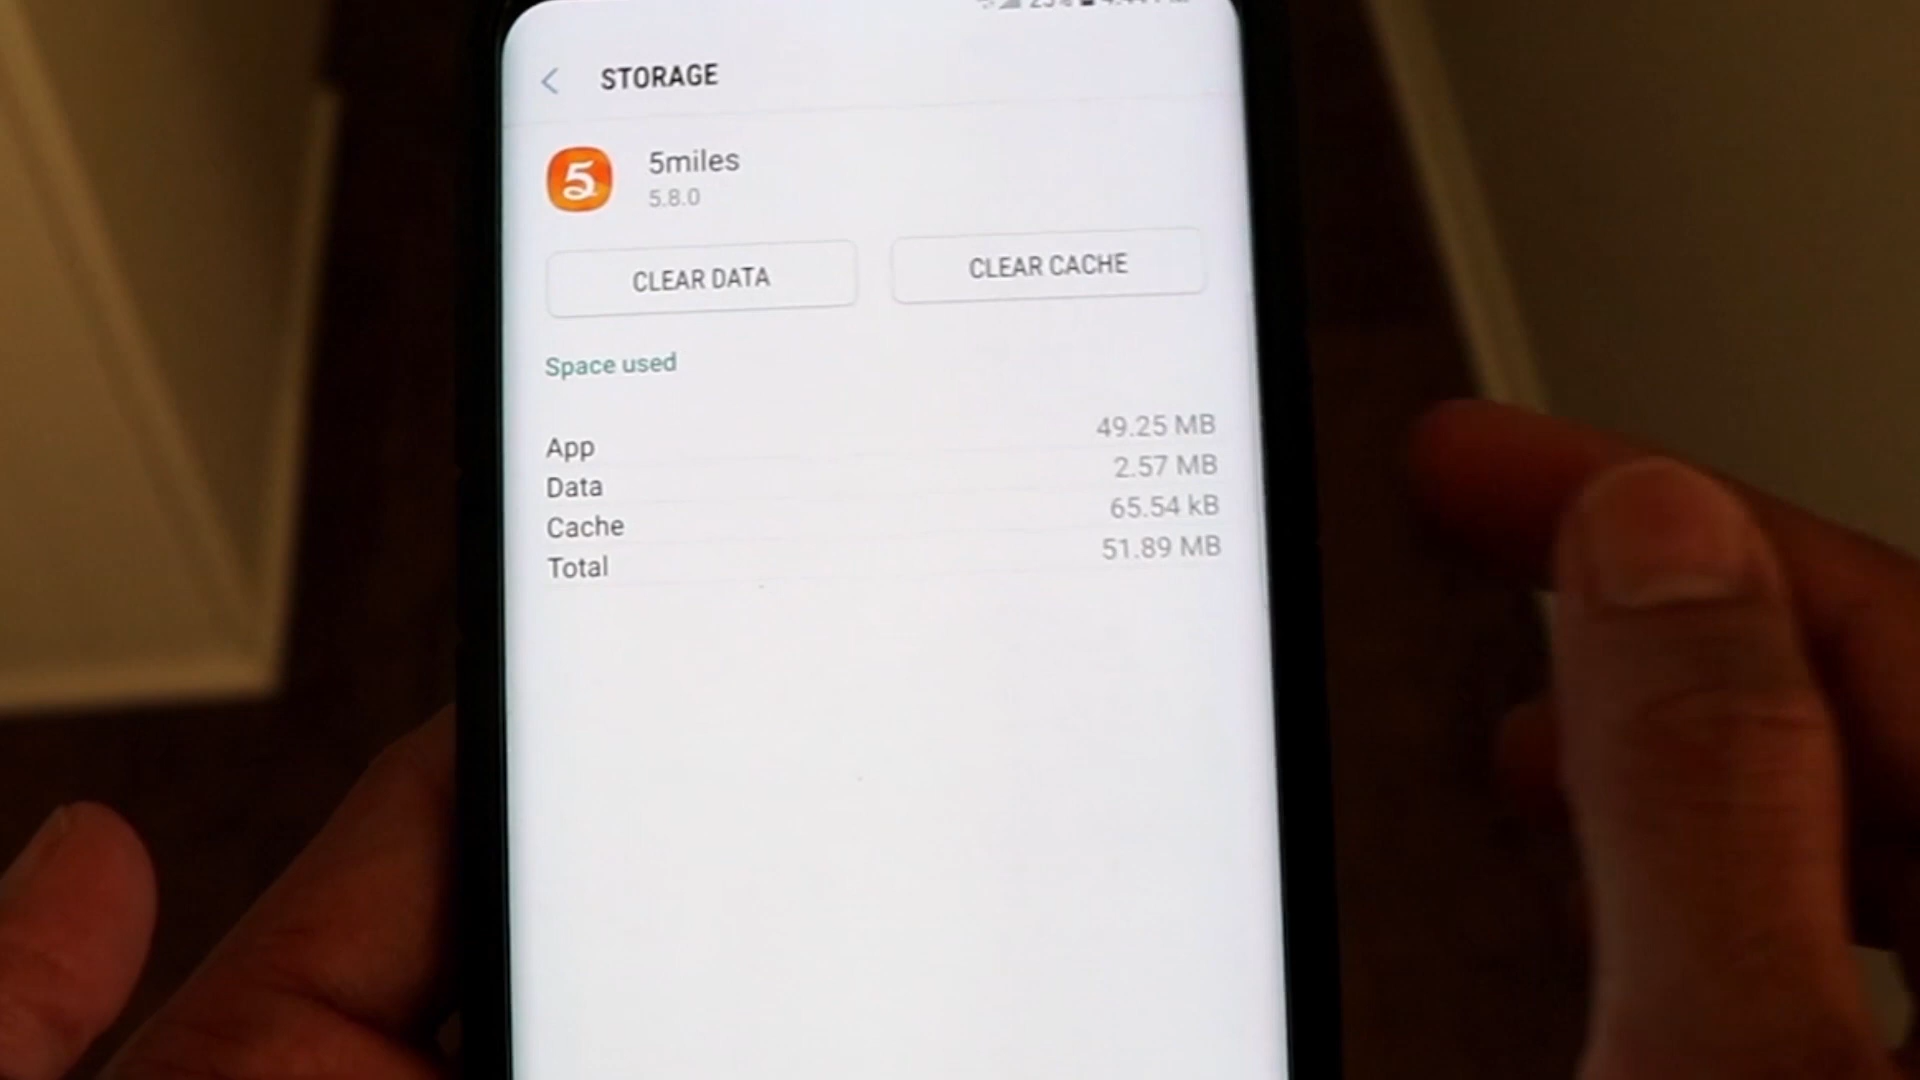 STORAGE
5
5miles
5.8.0
CLEAR DATA
CLEAR CACHE
Space used
App 49.25 MB
Data 2.57 MB
Cache 65.54 kB
Total 51.89 MB